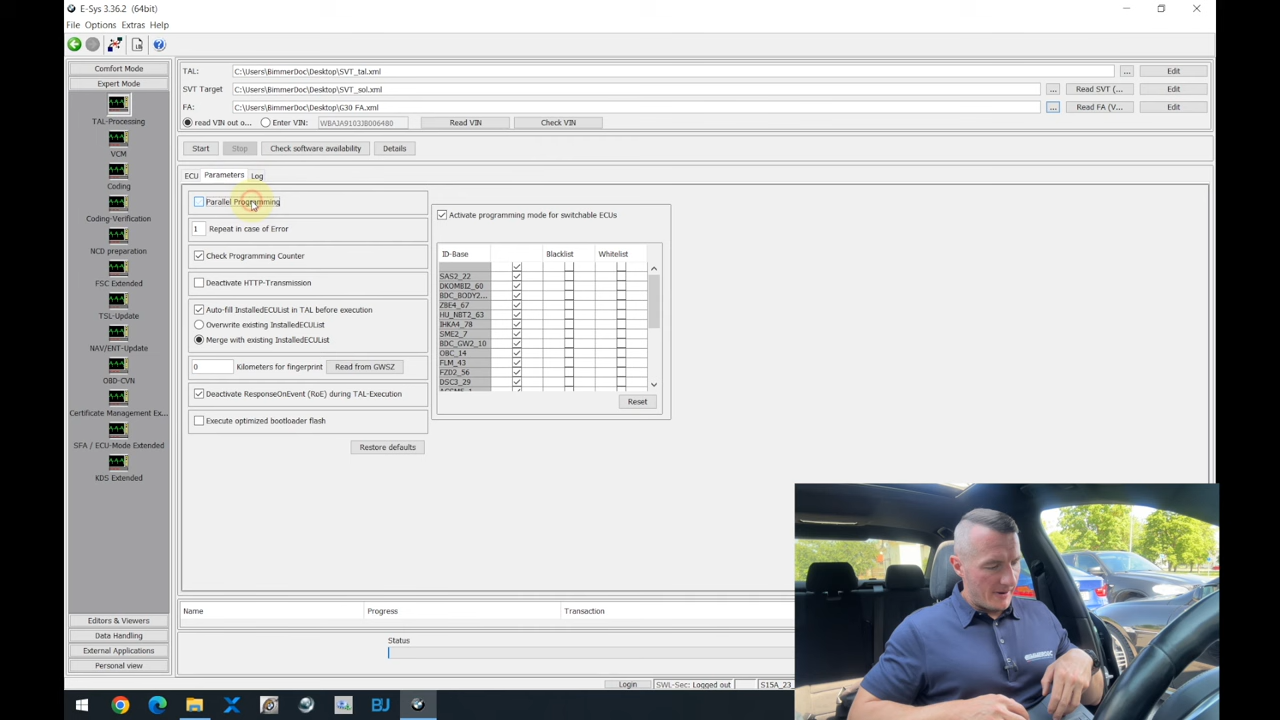 E-Sys 3.36.2 (64bit)
File Options Extras Help
Comfort Mode
Expert Mode
TAL-Processing
VCM
Coding
Coding-Verification
NCD preparation
FSC Extended
TSL-Update
NAV/ENT-Update
OBD-CVN
Certificate Management Ex...
SFA / ECU-Mode Extended
KDS Extended
Editors & Viewers
Data Handling
External Applications
Personal view
TAL: C:\Users\BimmerDoc\Desktop\SVT_tal.xml ... Edit
SVT Target C:\Users\BimmerDoc\Desktop\SVT_sol.xml ... Read SVT (... Edit
FA: C:\Users\BimmerDoc\Desktop\G30 FA.xml ... Read FA (V... Edit
read VIN out o... Enter VIN: WBAJA9103JB006480 Read VIN Check VIN
Start Stop Check software availability Details
ECU Parameters Log
Parallel Programming
1 Repeat in case of Error
Check Programming Counter
Deactivate HTTP-Transmission
Auto-fill InstalledECUList in TAL before execution
Overwrite existing InstalledECUList
Merge with existing InstalledECUList
0 Kilometers for fingerprint Read from GWSZ
Deactivate ResponseOnEvent (RoE) during TAL-Execution
Execute optimized bootloader flash
Restore defaults
Activate programming mode for switchable ECUs
ID-Base Blacklist Whitelist
SAS2_22
DKOMBI2_60
BDC_BODY2...
ZBE4_67
HU_NBT2_63
IHKA4_78
SME2_7
BDC_GW2_10
OBC_14
FLM_43
FZD2_56
DSC3_29
Reset
Name Progress Transaction
Status
Login SWL-Sec: Logged out S15A_23_
BU